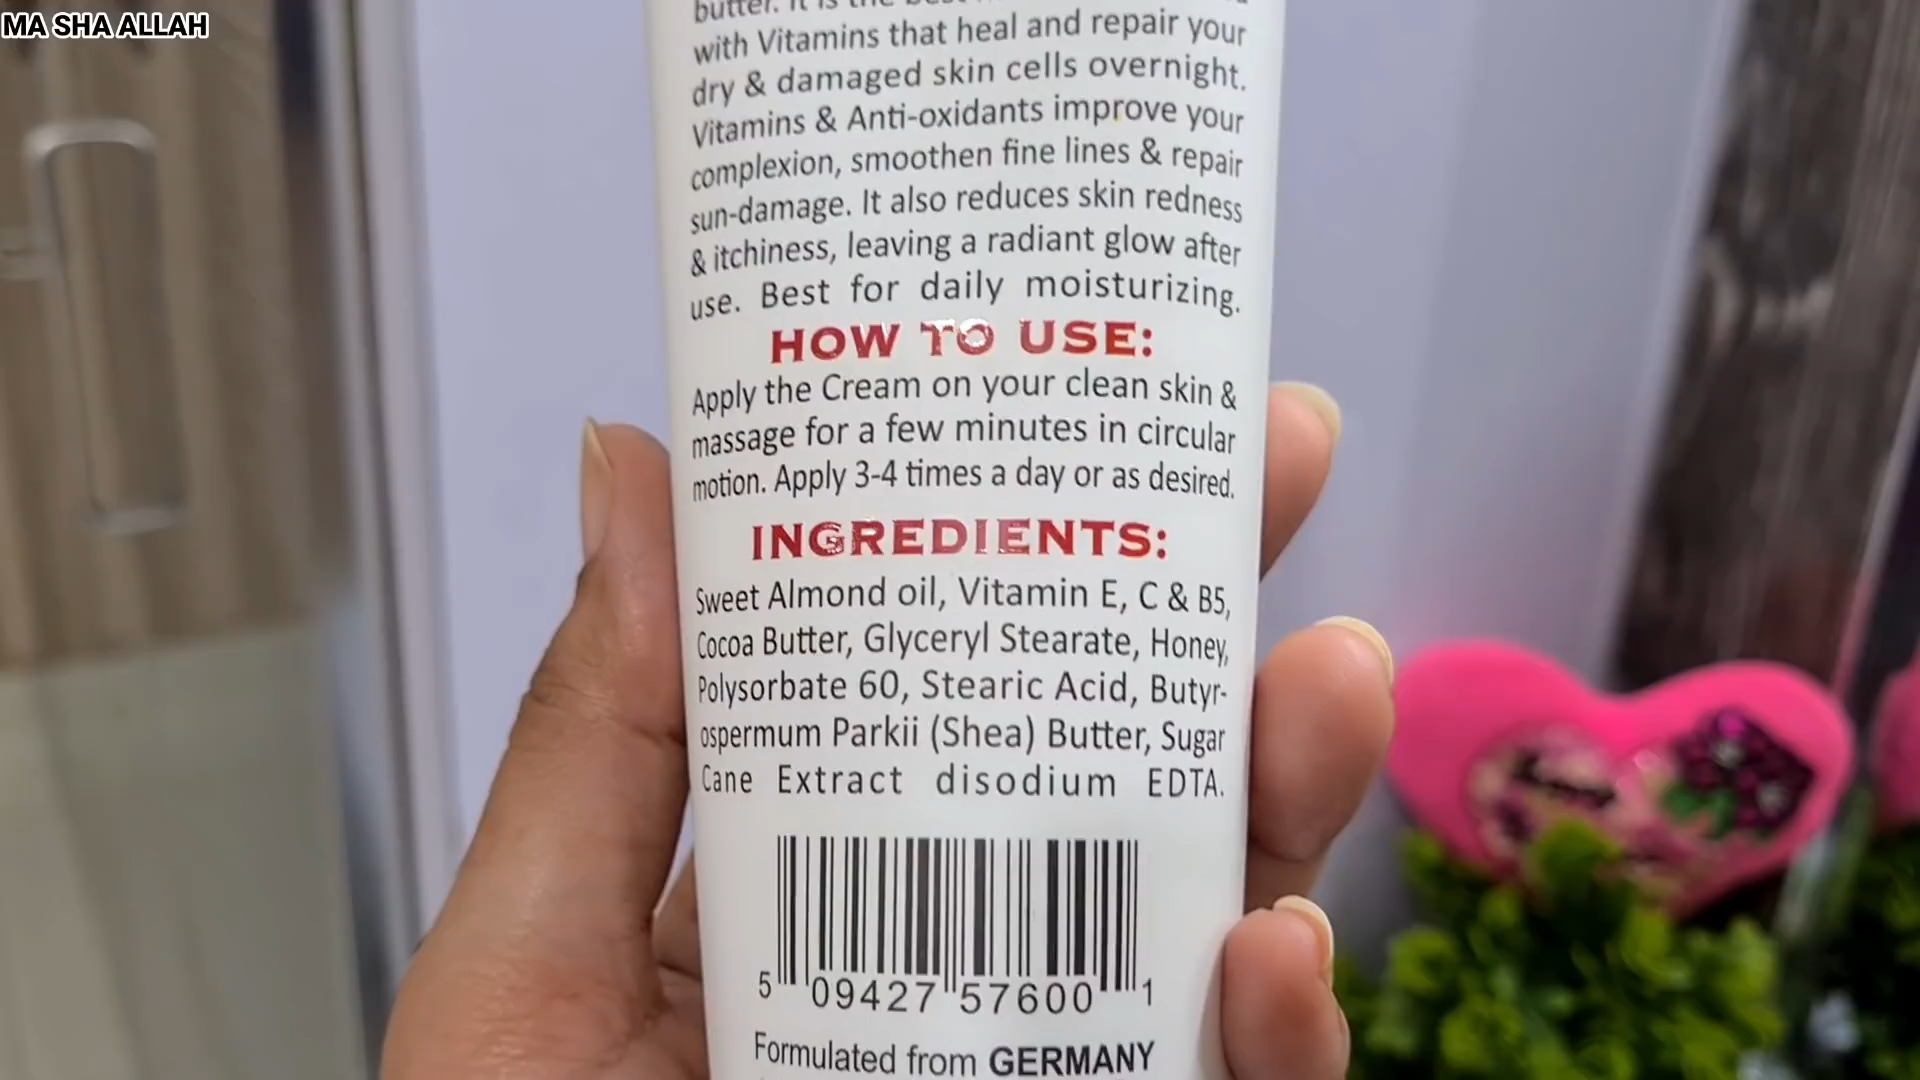 MA SHA ALLAH
butter. It is the
with Vitamins that heal and repair your
dry & damaged skin cells overnight.
Vitamins & Anti-oxidants improve your
complexion, smoothen fine lines & repair
sun-damage. It also reduces skin redness
& itchiness, leaving a radiant glow after
use. Best for daily moisturizing.
HOW TO USE:
Apply the Cream on your clean skin &
massage for a few minutes in circular
motion. Apply 3-4 times a day or as desired.
INGREDIENTS:
Sweet Almond oil, Vitamin E, C & B5,
Cocoa Butter, Glyceryl Stearate, Honey,
Polysorbate 60, Stearic Acid, Butyr-
ospermum Parkii (Shea) Butter, Sugar
Cane Extract disodium EDTA.
5 09427 57600 1
Formulated from GERMANY